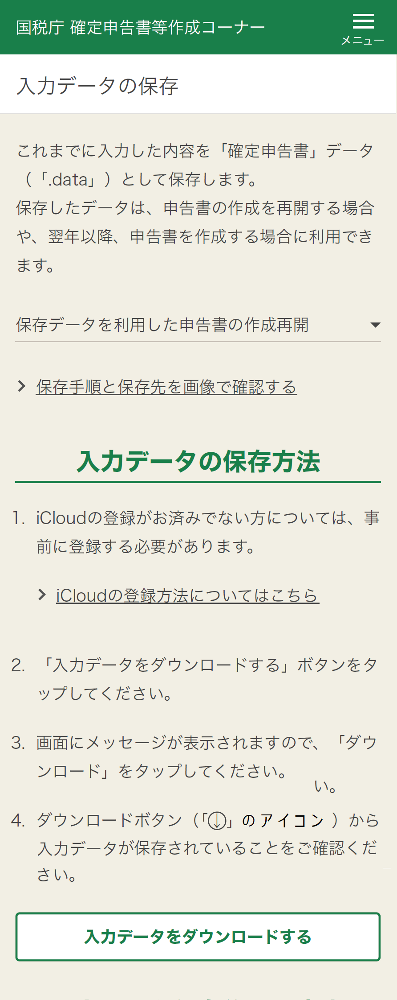 国税庁 確定申告書等作成コーナー
メニュー
入力データの保存
これまでに入力した内容を「確定申告書」データ
（「.data」）として保存します。
保存したデータは、申告書の作成を再開する場合
や、翌年以降、申告書を作成する場合に利用でき
ます。
保存データを利用した申告書の作成再開
保存手順と保存先を画像で確認する
入力データの保存方法
1. iCloudの登録がお済みでない方については、事
前に登録する必要があります。
iCloudの登録方法についてはこちら
2. 「入力データをダウンロードする」ボタンをタ
ップしてください。
3. 画面にメッセージが表示されますので、「ダウ
ンロード」をタップしてください。
い。
4. ダウンロードボタン（「↓」のアイコン ）から
入力データが保存されていることをご確認くだ
さい。
入力データをダウンロードする